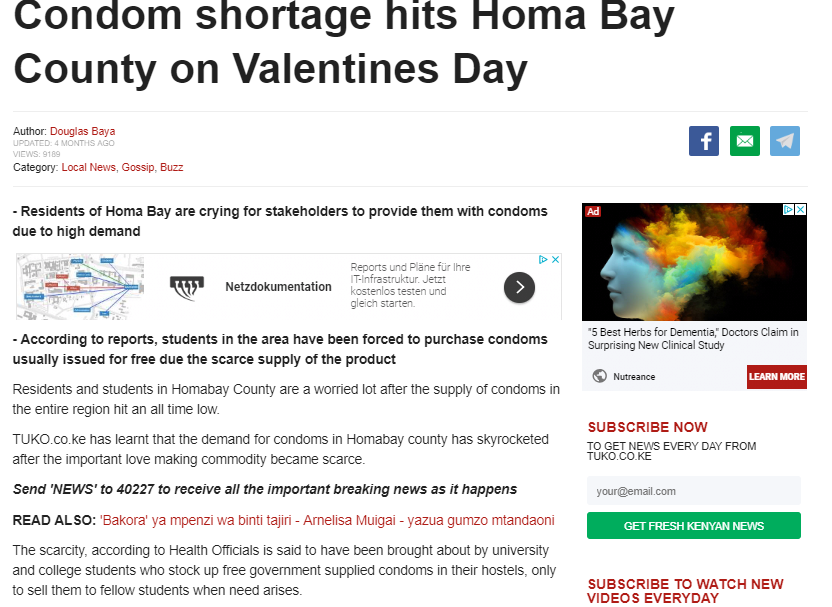 Condom shortage hits Homa Bay
County on Valentines Day
Author: Douglas Baya
UPDATED: 4 MONTHS AGO
VIEWS: 9169
Category: Local News, Gossip, Buzz
- Residents of Homa Bay are crying for stakeholders to provide them with condoms
due to high demand
Netzdokumentation
Reports und Pläne für Ihre
IT-Infrastruktur. Jetzt
kostenlos testen und
gleich starten.
- According to reports, students in the area have been forced to purchase condoms
usually issued for free due the scarce supply of the product
Residents and students in Homabay County are a worried lot after the supply of condoms in
the entire region hit an all time low.
TUKO.co.ke has learnt that the demand for condoms in Homabay county has skyrocketed
after the important love making commodity became scarce.
Send 'NEWS' to 40227 to receive all the important breaking news as it happens
READ ALSO: 'Bakora' ya mpenzi wa binti tajiri - Arnelisa Muigai - yazua gumzo mtandaoni
The scarcity, according to Health Officials is said to have been brought about by university
and college students who stock up free government supplied condoms in their hostels, only
to sell them to fellow students when need arises.
Ad
"5 Best Herbs for Dementia," Doctors Claim in
Surprising New Clinical Study
Nutreance
LEARN MORE
SUBSCRIBE NOW
TO GET NEWS EVERY DAY FROM
TUKO.CO.KE
your@email.com
GET FRESH KENYAN NEWS
SUBSCRIBE TO WATCH NEW
VIDEOS EVERYDAY